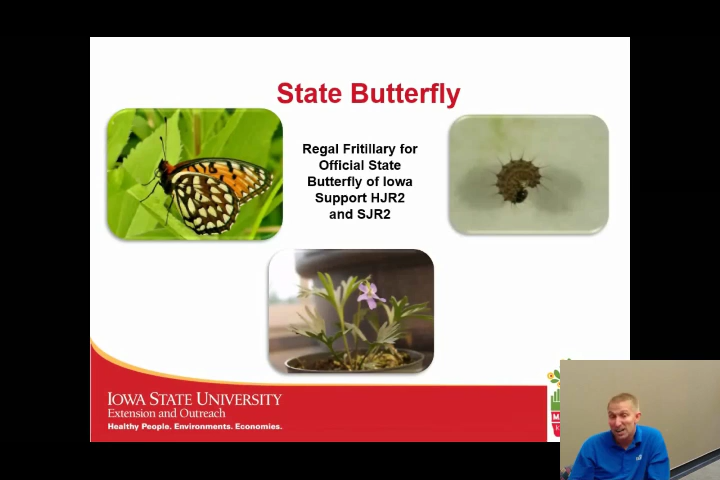 State Butterfly
Regal Fritillary for
Official State
Butterfly of Iowa
Support HJR2
and SJR2
IOWA STATE UNIVERSITY
Extension and Outreach
Healthy People. Environments. Economies.